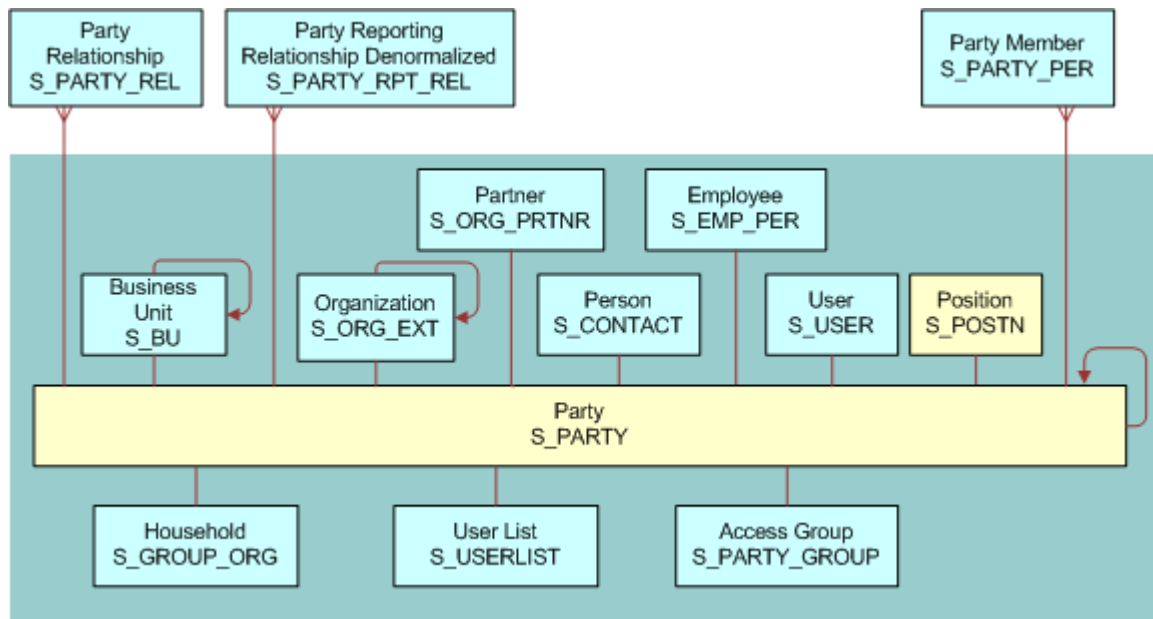 Party
Relationship
S_PARTY_REL
Party Reporting
Relationship Denormalized
S_PARTY_RPT_REL
Party Member
S_PARTY_PER
Partner
S_ORG_PRTNR
Employee
S_EMP_PER
Business
Unit
S_BU
Organization
S_ORG_EXT
Person
S_CONTACT
User
S_USER
Position
S_POSTN
Party
S_PARTY
Household
S_GROUP_ORG
User List
S_USERLIST
Access Group
S_PARTY_GROUP